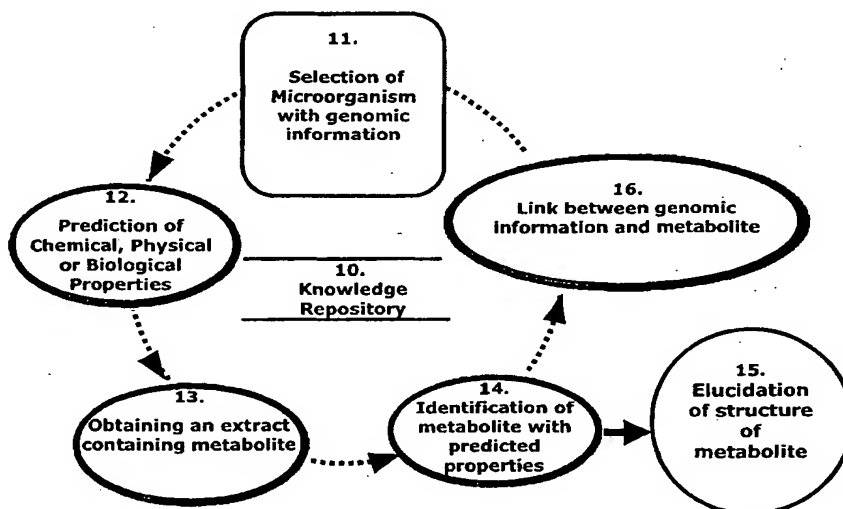 11.
Selection of
Microorganism
with genomic
information
12.
Prediction of
Chemical, Physical
or Biological
Properties
16.
Link between genomic
information and metabolite
10.
Knowledge
Repository
13.
Obtaining an extract
containing metabolite
14.
Identification of
metabolite with
predicted
properties
15.
Elucidation
of structure
of
metabolite